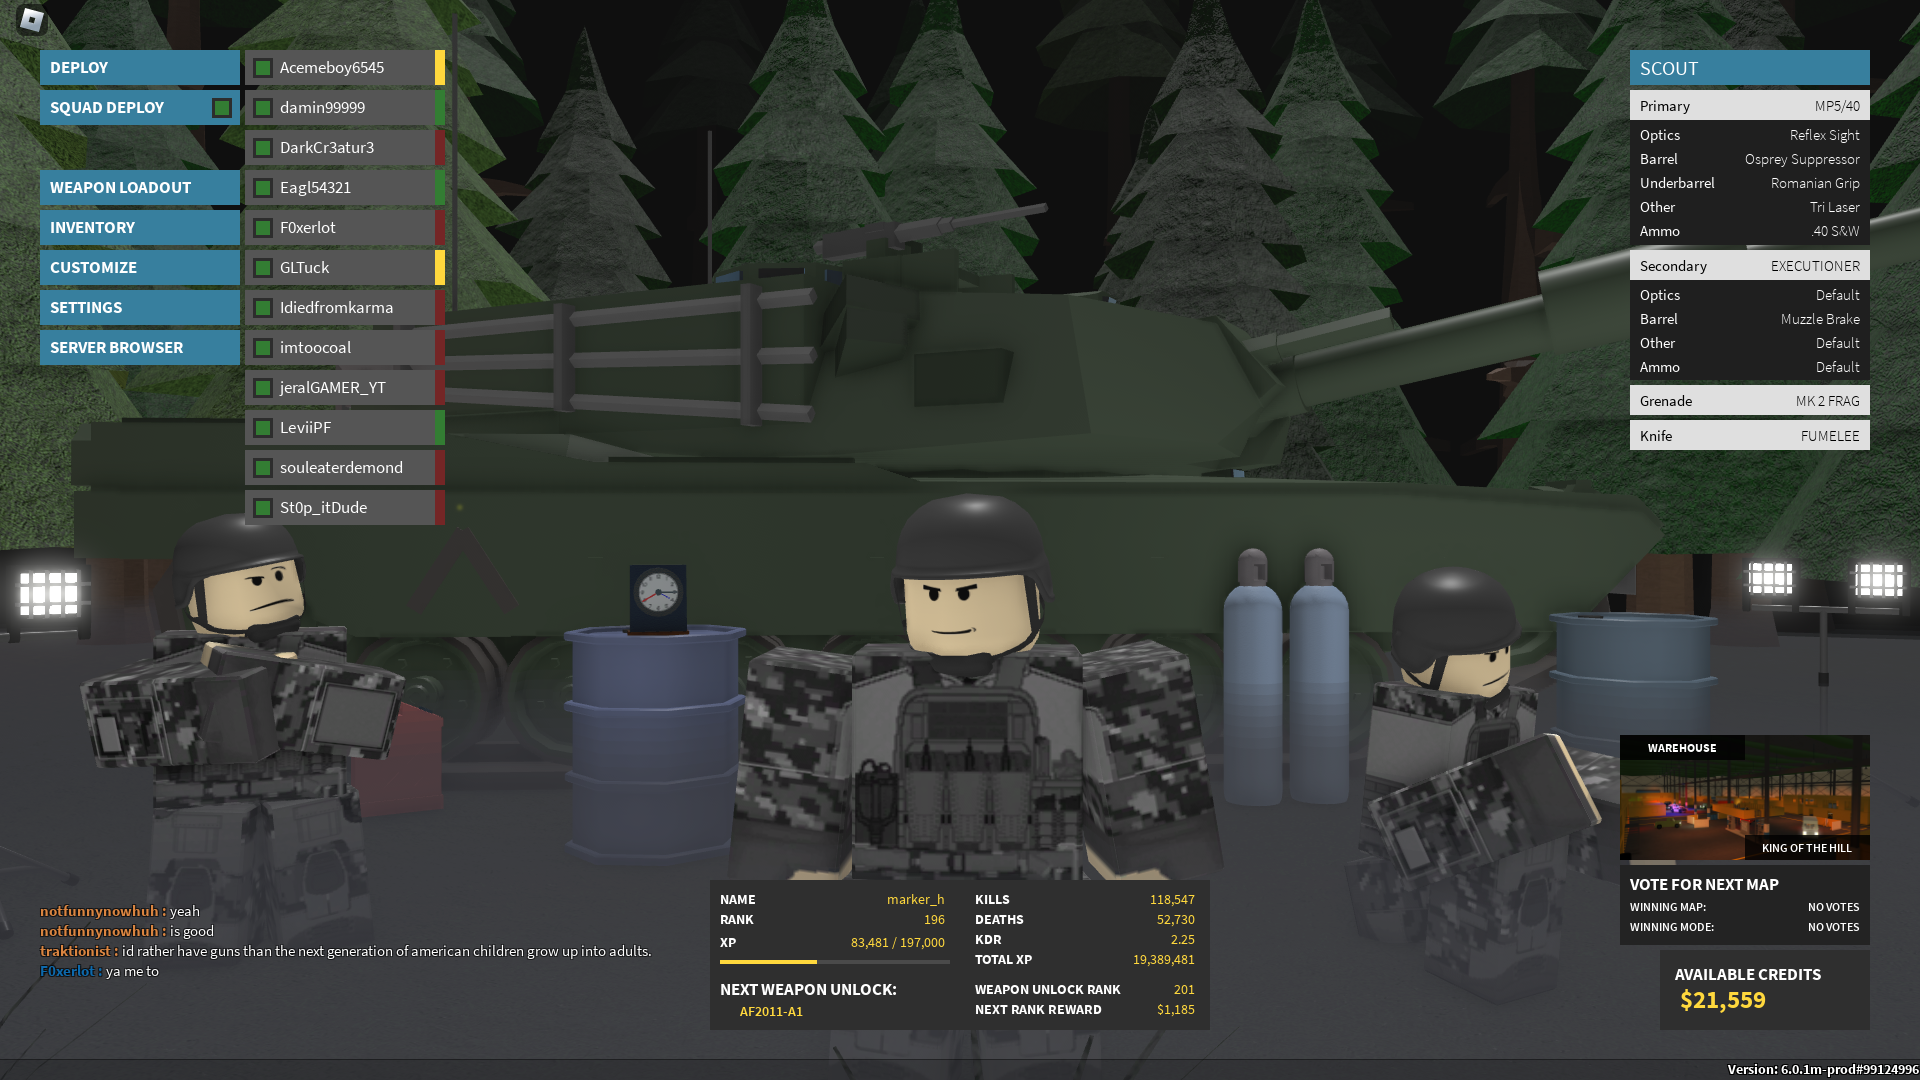 DEPLOY
SQUAD DEPLOY
WEAPON LOADOUT
INVENTORY
CUSTOMIZE
SETTINGS
SERVER BROWSER
Acemeboy6545
damin99999
DarkCr3atur3
Eagl54321
F0xerlot
GLTuck
Idiedfromkarma
imtoocoal
jeralGAMER_YT
LeviiPF
souleaterdemond
St0p_itDude
SCOUT
Primary MP5/40
Optics Reflex Sight
Barrel Osprey Suppressor
Underbarrel Romanian Grip
Other Tri Laser
Ammo .40 S&W
Secondary EXECUTIONER
Optics Default
Barrel Muzzle Brake
Other Default
Ammo Default
Grenade MK 2 FRAG
Knife FUMELEE
notfunnynowhuh : yeah
notfunnynowhuh : is good
traktionist : id rather have guns than the next generation of american children grow up into adults.
F0xerlot : ya me to
NAME marker_h
RANK 196
XP 83,481 / 197,000
NEXT WEAPON UNLOCK:
AF2011-A1
KILLS 118,547
DEATHS 52,730
KDR 2.25
TOTAL XP 19,389,481
WEAPON UNLOCK RANK 201
NEXT RANK REWARD $1,185
WAREHOUSE
KING OF THE HILL
VOTE FOR NEXT MAP
WINNING MAP: NO VOTES
WINNING MODE: NO VOTES
AVAILABLE CREDITS
$21,559
Version: 6.0.1m-prod#99124996